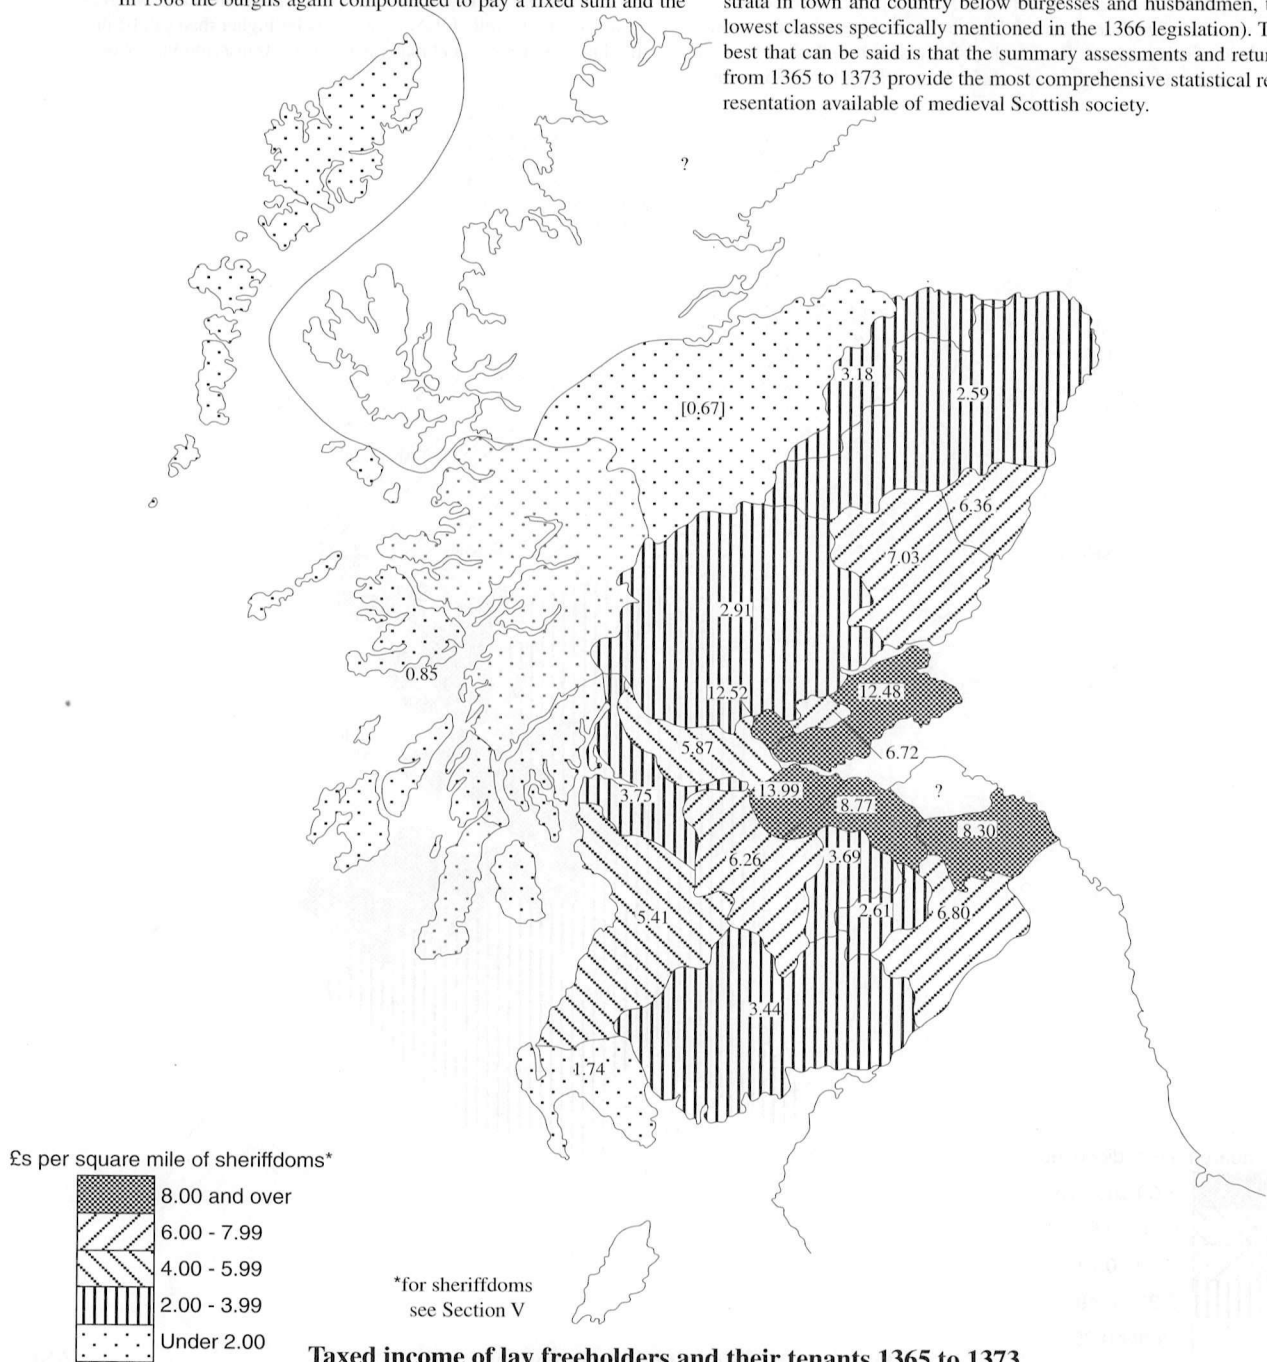 In 1368 the burghs again compounded to pay a fixed sum and the
strata in town and country below burgesses and husbandmen,
lowest classes specifically mentioned in the 1366 legislation).
best that can be said is that the summary assessments and
from 1365 to 1373 provide the most comprehensive statistical
resentation available of medieval Scottish society.
?
3.18
2.59
[0.67]
6.36
7.03
2.91
0.85
12.52
12.48
5.87
6.72
3.75
13.99
8.77
?
8.30
6.26
3.69
5.41
2.61
6.80
3.44
1.74
£s per square mile of sheriffdoms*
8.00 and over
6.00 - 7.99
4.00 - 5.99
2.00 - 3.99
Under 2.00
*for sheriffdoms
see Section V
Taxed income of lay freeholders and their tenants 1365 to 1373